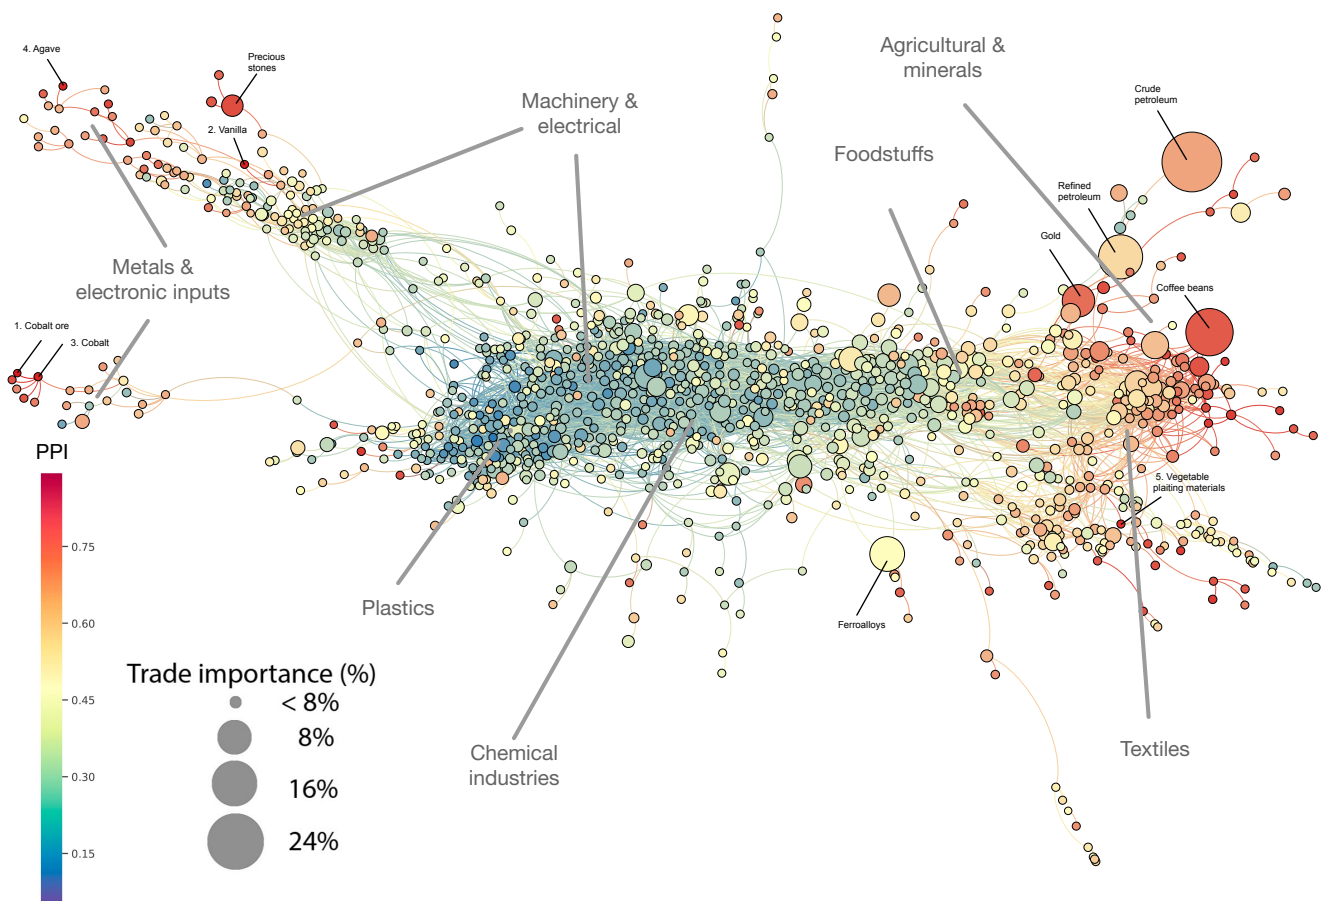 4. Agave
Precious
stones
2. Vanilla
Machinery &
electrical
Agricultural &
minerals
Foodstuffs
Crude
petroleum
Refined
petroleum
Gold
Coffee beans
Metals &
electronic inputs
1. Cobalt ore
3. Cobalt
PPI
0.75
0.60
0.45
0.30
0.15
5. Vegetable
plaiting materials
Plastics
Ferroalloys
Trade importance (%)
< 8%
8%
16%
24%
Chemical
industries
Textiles